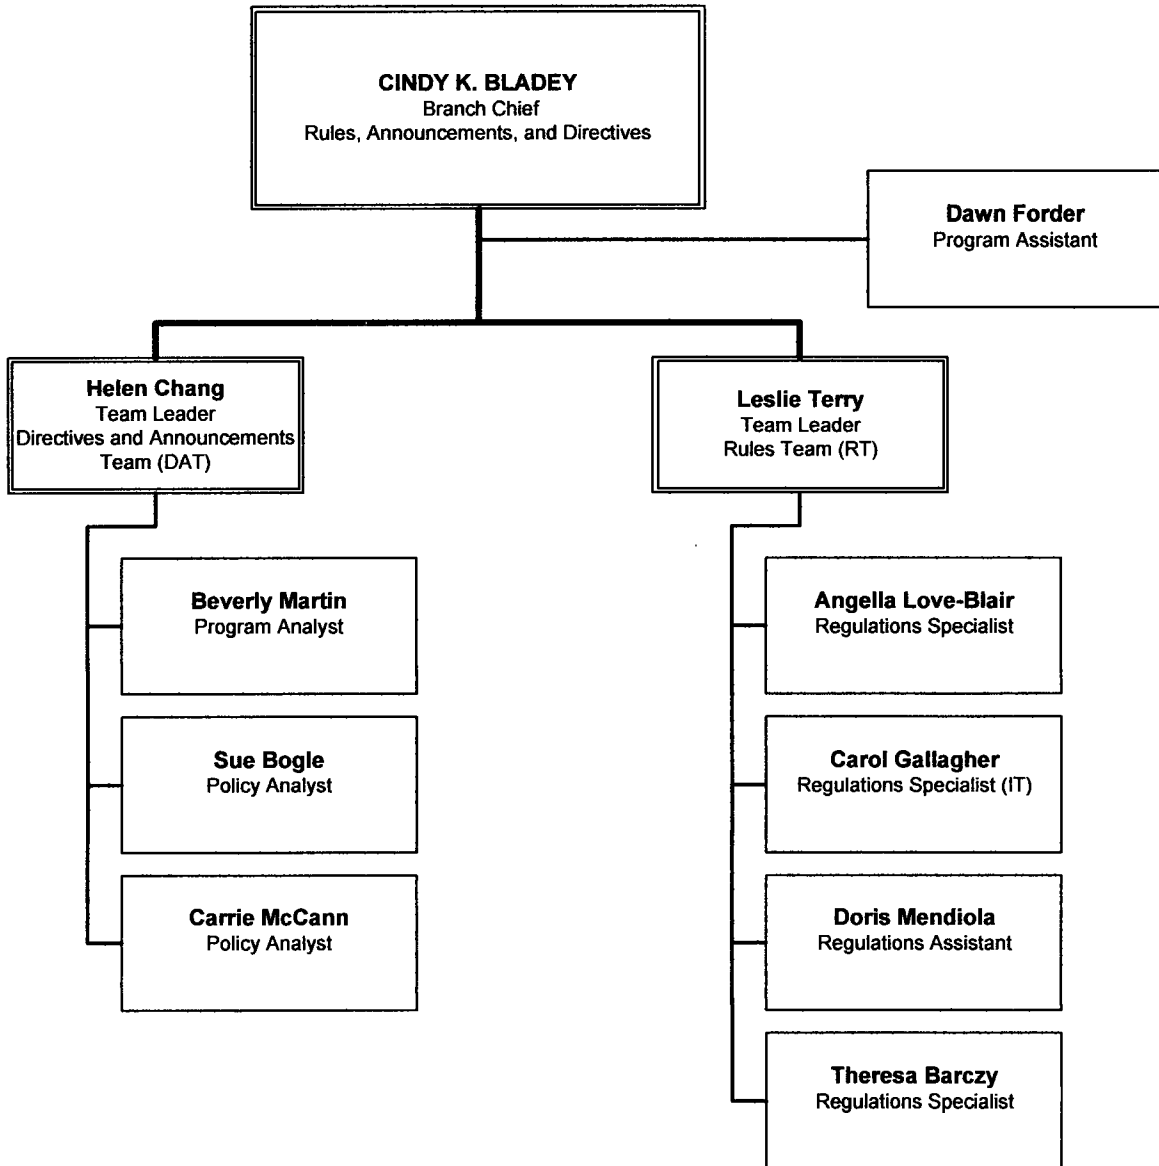 CINDY K. BLADEY
Branch Chief
Rules, Announcements, and Directives
Dawn Forder
Program Assistant
Helen Chang
Team Leader
Directives and Announcements
Team (DAT)
Leslie Terry
Team Leader
Rules Team (RT)
Beverly Martin
Program Analyst
Sue Bogle
Policy Analyst
Carrie McCann
Policy Analyst
Angella Love-Blair
Regulations Specialist
Carol Gallagher
Regulations Specialist (IT)
Doris Mendiola
Regulations Assistant
Theresa Barczy
Regulations Specialist